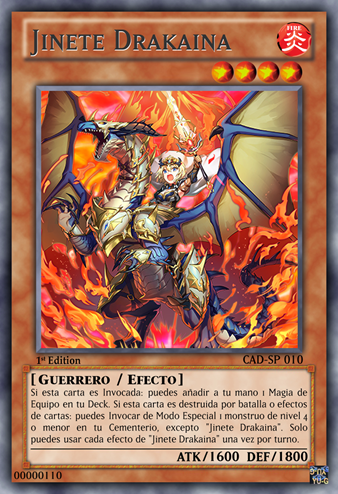 JINETE DRAKAINA
FIRE
炎
1st Edition
CAD-SP 010
[ GUERRERO / EFECTO ]
Si esta carta es Invocada: puedes añadir a tu mano 1 Magia de
Equipo en tu Deck. Si esta carta es destruida por batalla o efectos
de cartas: puedes Invocar de Modo Especial 1 monstruo de nivel 4
o menor en tu Cementerio, excepto "Jinete Drakaina". Solo
puedes usar cada efecto de "Jinete Drakaina" una vez por turno.
ATK/1600 DEF/1800
00000110